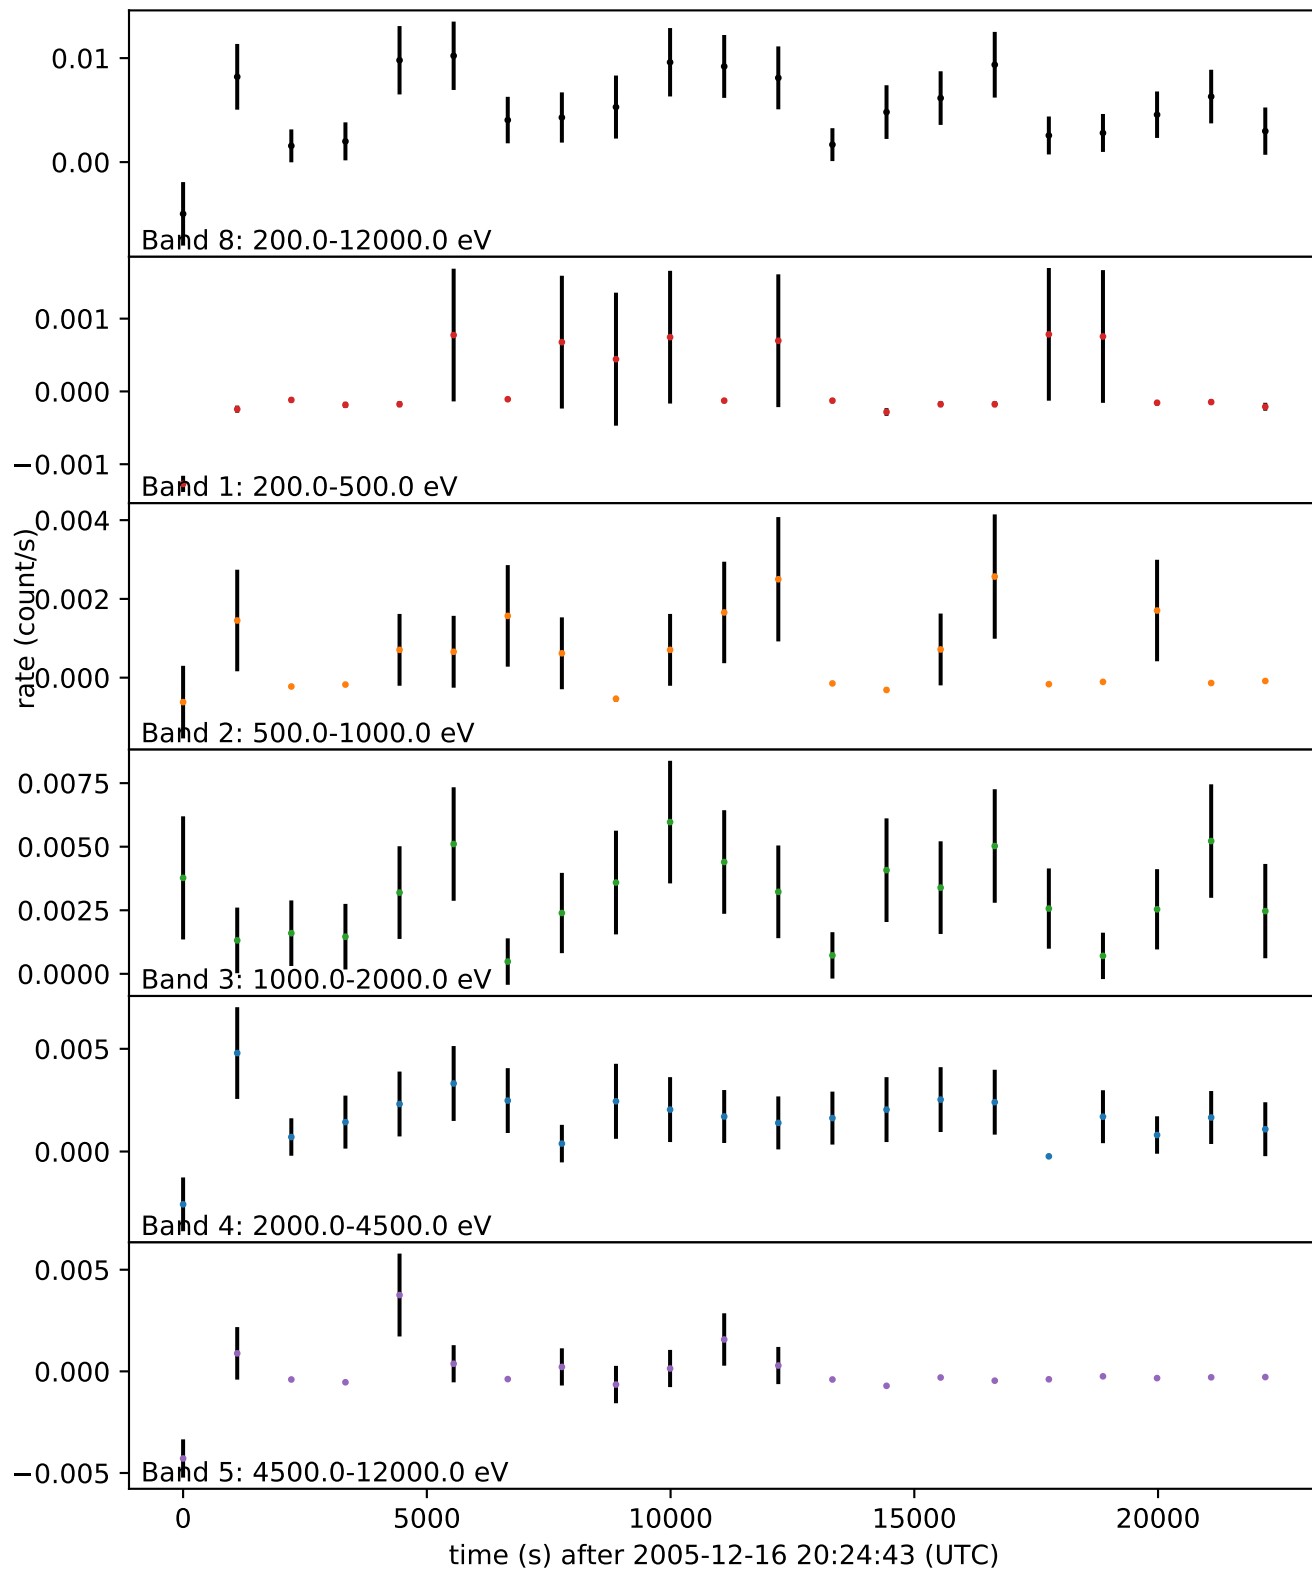 0.01
0.00
Band 8: 200.0-12000.0 eV
0.001
0.000
−0.001
Band 1: 200.0-500.0 eV
rate (count/s)
0.004
0.002
0.000
Band 2: 500.0-1000.0 eV
0.0075
0.0050
0.0025
0.0000
Band 3: 1000.0-2000.0 eV
0.005
0.000
Band 4: 2000.0-4500.0 eV
0.005
0.000
−0.005
Band 5: 4500.0-12000.0 eV
0 5000 10000 15000 20000
time (s) after 2005-12-16 20:24:43 (UTC)